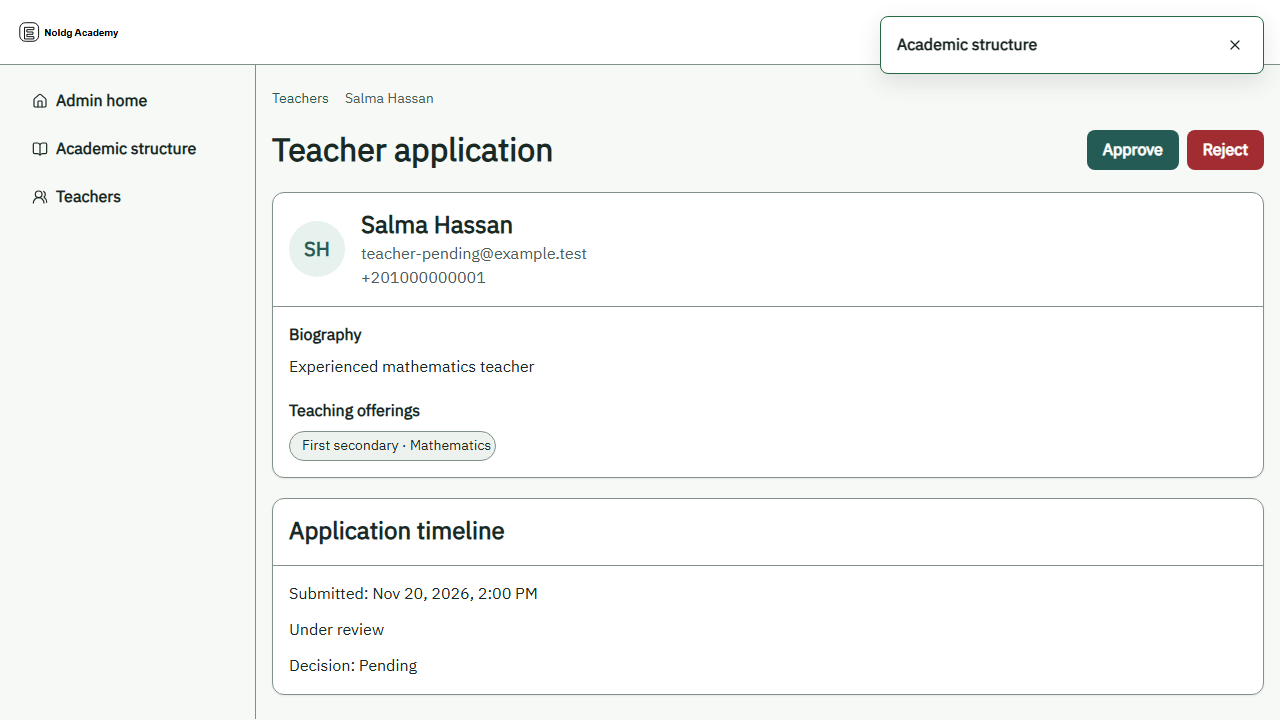 Noldg Academy
Academic structure
Admin home
Academic structure
Teachers
Teachers Salma Hassan
Teacher application
Approve
Reject
SH
Salma Hassan
teacher-pending@example.test
+201000000001
Biography
Experienced mathematics teacher
Teaching offerings
First secondary · Mathematics
Application timeline
Submitted: Nov 20, 2026, 2:00 PM
Under review
Decision: Pending